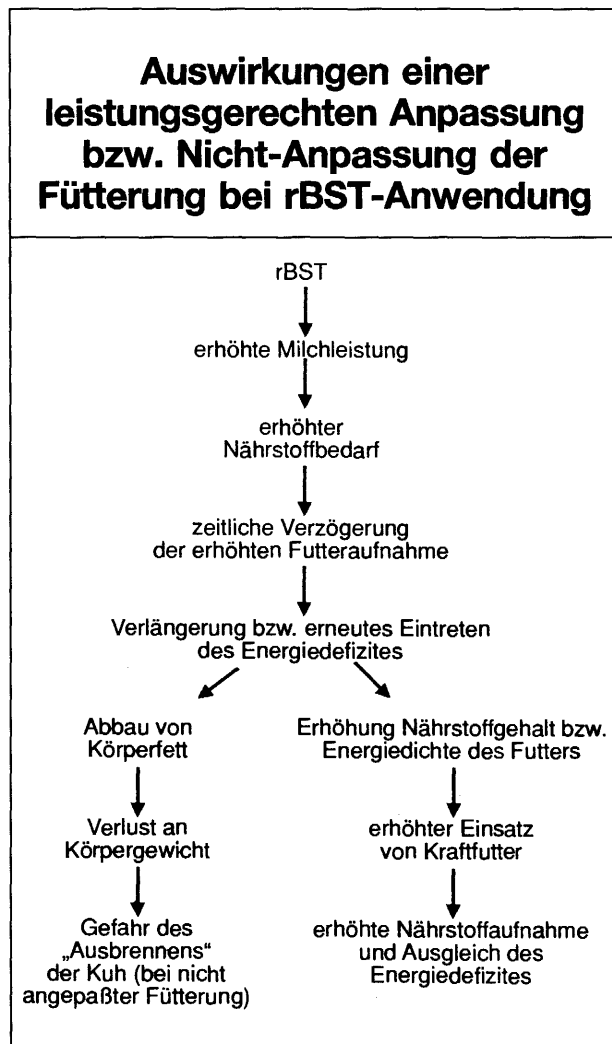 Auswirkungen einer
leistungsgerechten Anpassung
bzw. Nicht-Anpassung der
Fütterung bei rBST-Anwendung
rBST
erhöhte Milchleistung
erhöhter
Nährstoffbedarf
zeitliche Verzögerung
der erhöhten Futteraufnahme
Verlängerung bzw. erneutes Eintreten
des Energiedefizites
Abbau von
Körperfett
Verlust an
Körpergewicht
Gefahr des
„Ausbrennens“
der Kuh (bei nicht
angepaßter Fütterung)
Erhöhung Nährstoffgehalt bzw.
Energiedichte des Futters
erhöhter Einsatz
von Kraftfutter
erhöhte Nährstoffaufnahme
und Ausgleich des
Energiedefizites